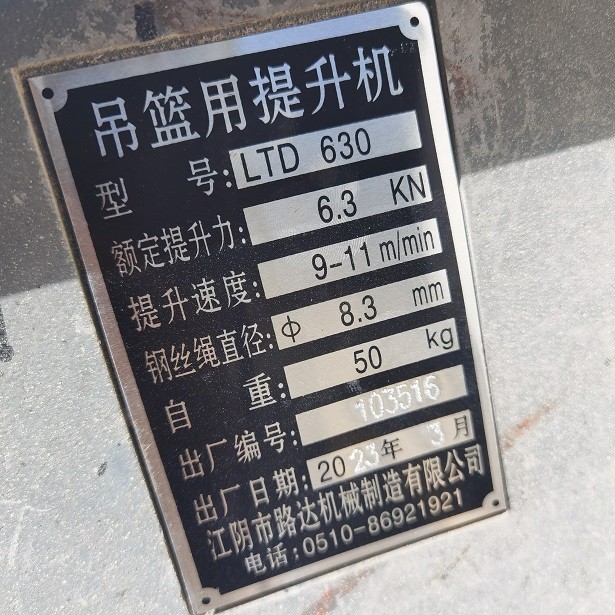 吊篮用提升机
型号:LTD 630
额定提升力:6.3 KN
提升速度:9-11 m/min
钢丝绳直径:Φ 8.3 mm
自重:50 kg
出厂编号:103516
出厂日期:2023年3月
江阴市路达机械制造有限公司
电话:0510-86921921